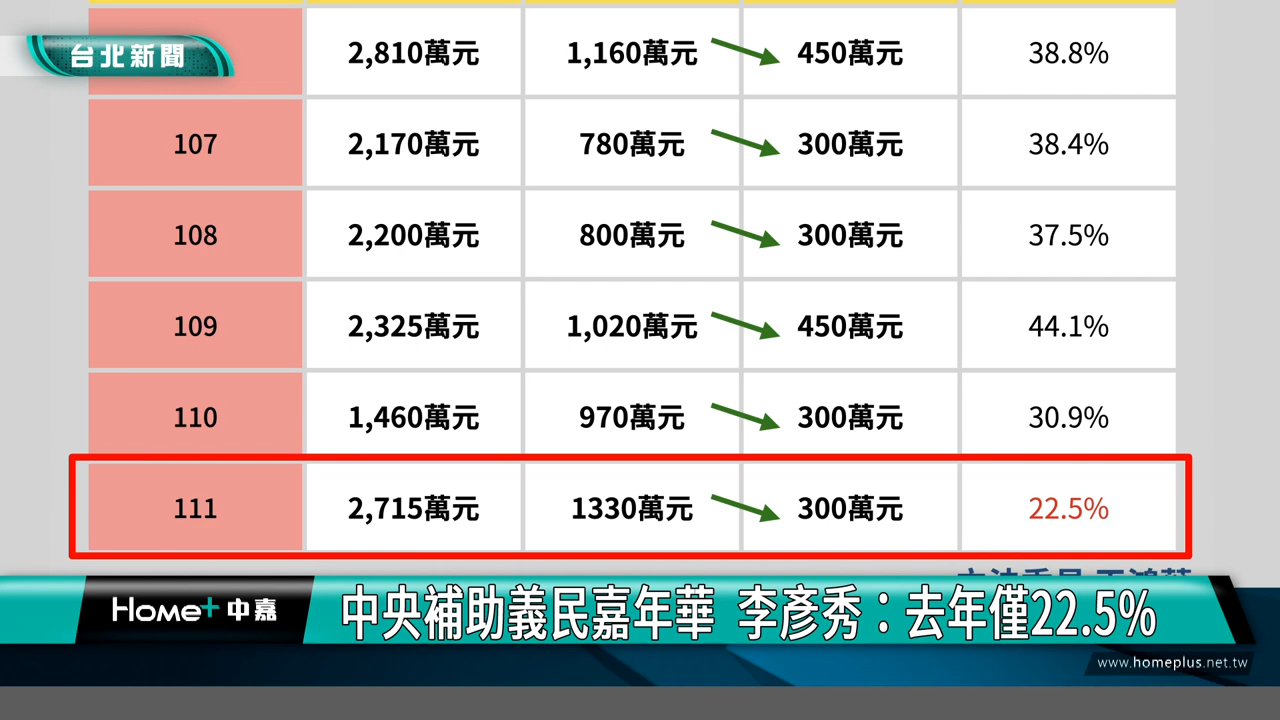 台北新聞
2,810萬元 1,160萬元 450萬元 38.8%
107 2,170萬元 780萬元 300萬元 38.4%
108 2,200萬元 800萬元 300萬元 37.5%
109 2,325萬元 1,020萬元 450萬元 44.1%
110 1,460萬元 970萬元 300萬元 30.9%
111 2,715萬元 1330萬元 300萬元 22.5%
Home+中嘉
中央補助義民嘉年華 李彥秀：去年僅22.5%
www.homeplus.net.tw